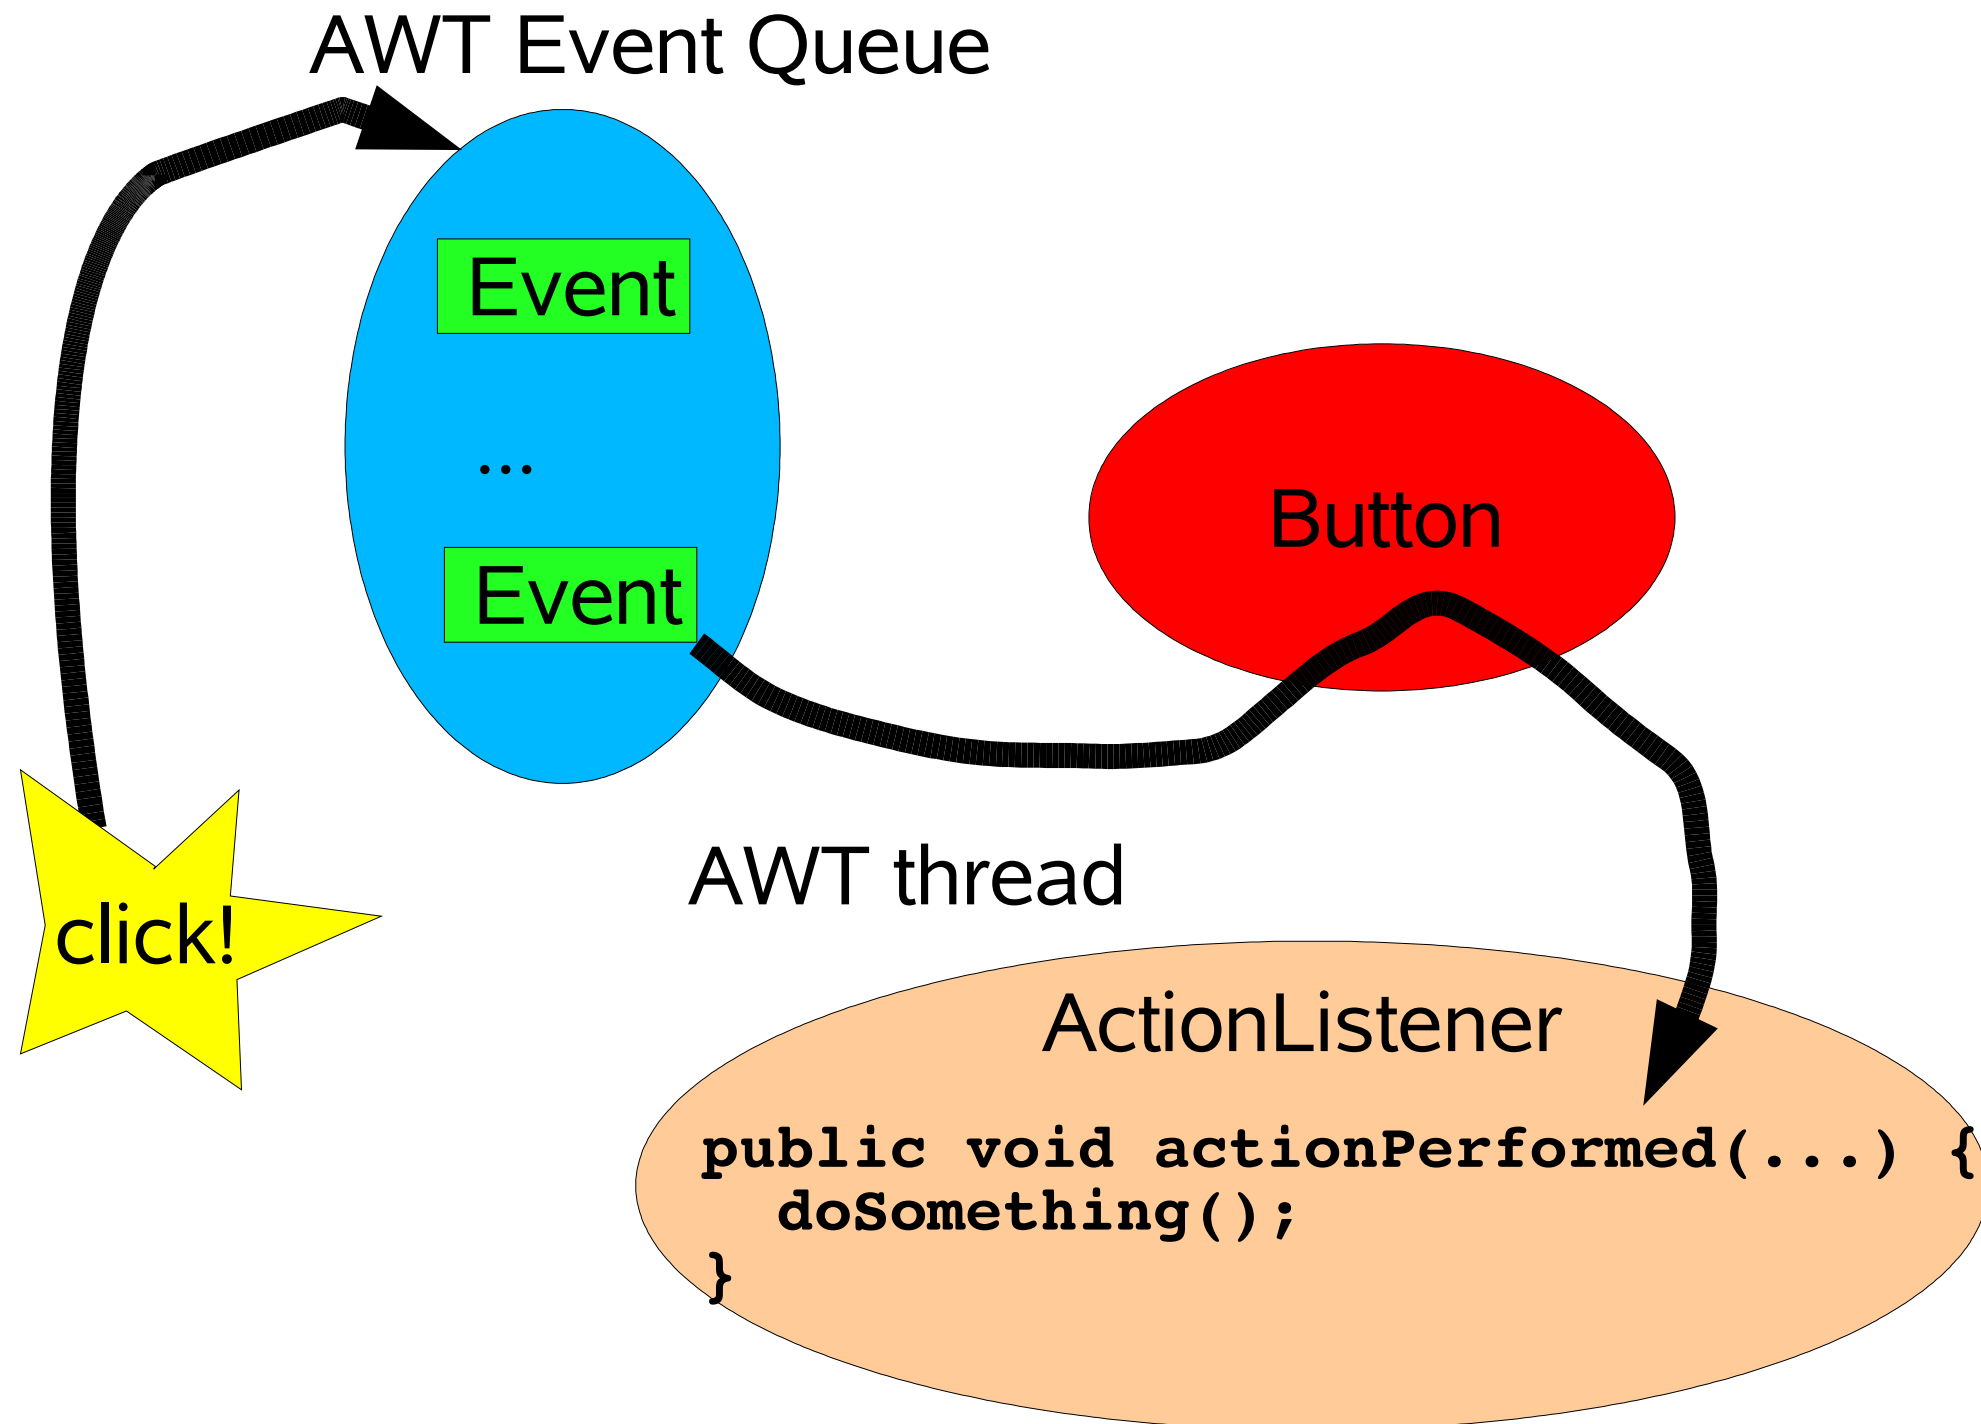 AWT Event Queue
Event
...
Event
Button
click!
AWT thread
ActionListener
public void actionPerformed(...) {
  doSomething();
}